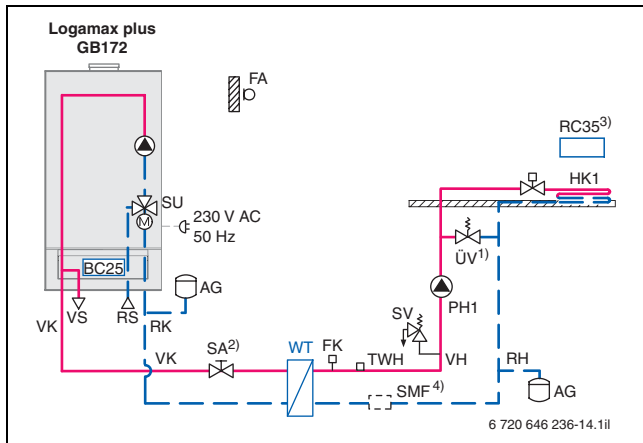 Logamax plus
GB172
FA
RC35³⁾
HK1
SU
M
230 V AC
50 Hz
ÜV¹⁾
BC25
AG
PH1
VS
RS
RK
SV
VK
VK
SA²⁾
WT
FK
TWH
VH
RH
SMF⁴⁾
AG
6 720 646 236-14.1il